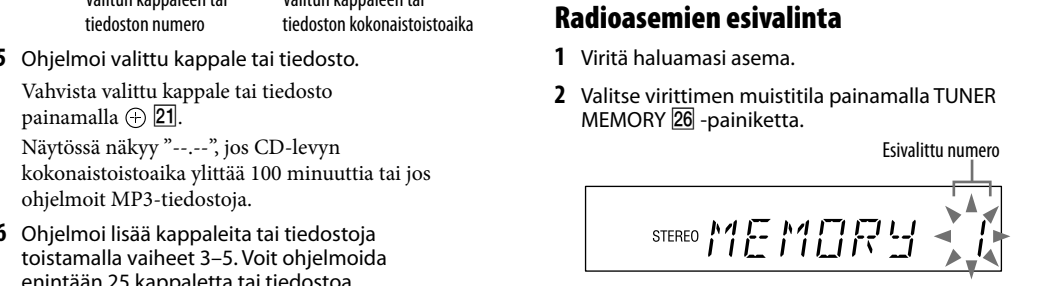 Valitun kappaleen tai
tiedoston numero
Valitun kappaleen tai
tiedoston kokonaistoistoaika
5 Ohjelmoi valittu kappale tai tiedosto.
Vahvista valittu kappale tai tiedosto
painamalla ⊕ 21.
Näytössä näkyy ”--.--”, jos CD-levyn
kokonaistoistoaika ylittää 100 minuuttia tai jos
ohjelmoit MP3-tiedostoja.
6 Ohjelmoi lisää kappaleita tai tiedostoja
toistamalla vaiheet 3–5. Voit ohjelmoida
enintään 25 kappaletta tai tiedostoa
Radioasemien esivalinta
1 Viritä haluamasi asema.
2 Valitse virittimen muistitila painamalla TUNER
MEMORY 26 -painiketta.
Esivalittu numero
STEREO MEMORY 1